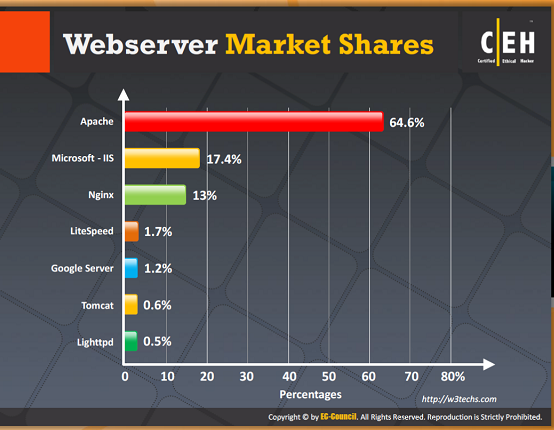 Webserver Market Shares
C|EH
Certified Ethical Hacker
Apache 64.6%
Microsoft - IIS 17.4%
Nginx 13%
LiteSpeed 1.7%
Google Server 1.2%
Tomcat 0.6%
Lighttpd 0.5%
0 10 20 30 40 50 60 70 80%
Percentages
http://w3techs.com
Copyright © by EC-Council. All Rights Reserved. Reproduction is Strictly Prohibited.